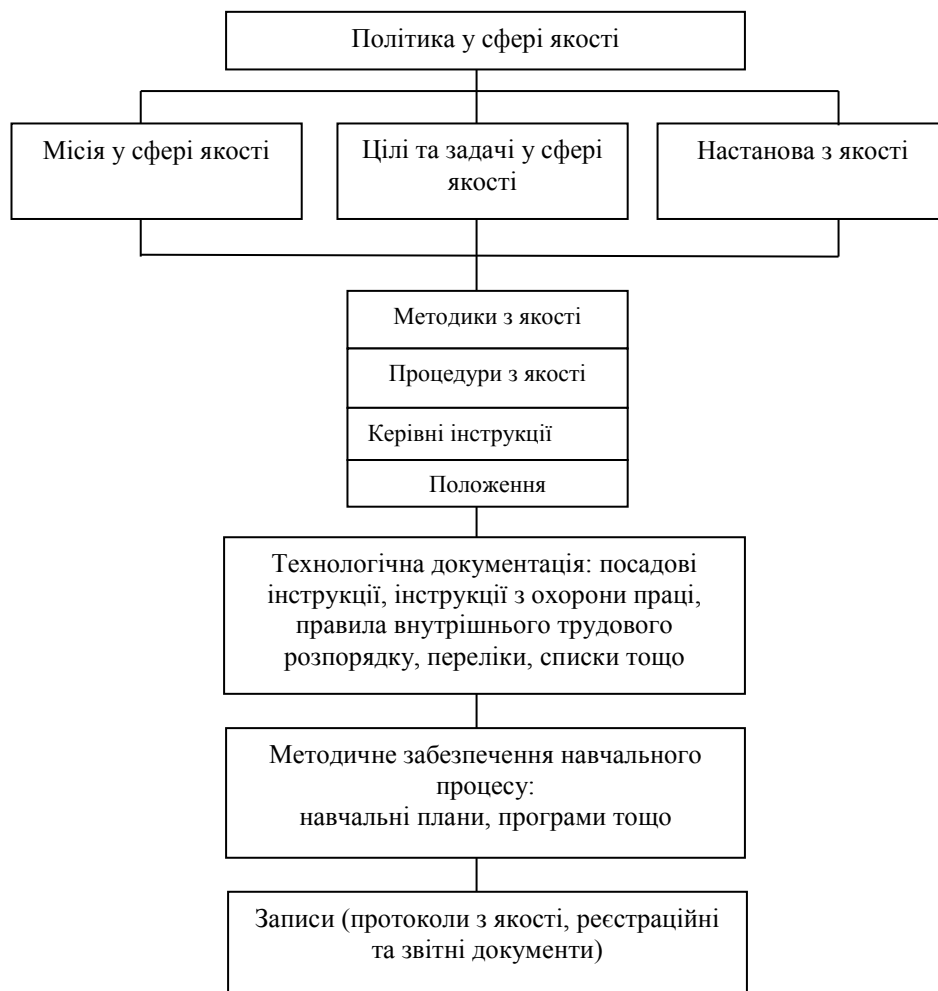 Політика у сфері якості
Місія у сфері якості
Цілі та задачі у сфері
якості
Настанова з якості
Методики з якості
Процедури з якості
Керівні інструкції
Положення
Технологічна документація: посадові
інструкції, інструкції з охорони праці,
правила внутрішнього трудового
розпорядку, переліки, списки тощо
Методичне забезпечення навчального
процесу:
навчальні плани, програми тощо
Записи (протоколи з якості, реєстраційні
та звітні документи)